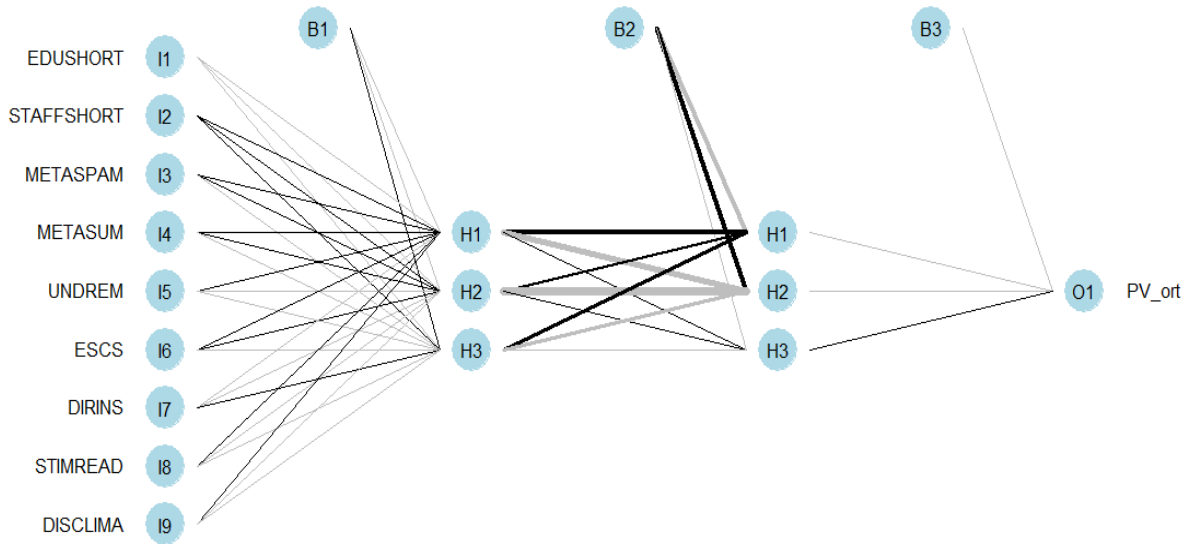 B1 B2 B3
EDUSHORT I1
STAFFSHORT I2
METASPAM I3
METASUM I4 H1 H1
UNDREM I5 H2 H2 O1 PV_ort
ESCS I6 H3 H3
DIRINS I7
STIMREAD I8
DISCLIMA I9